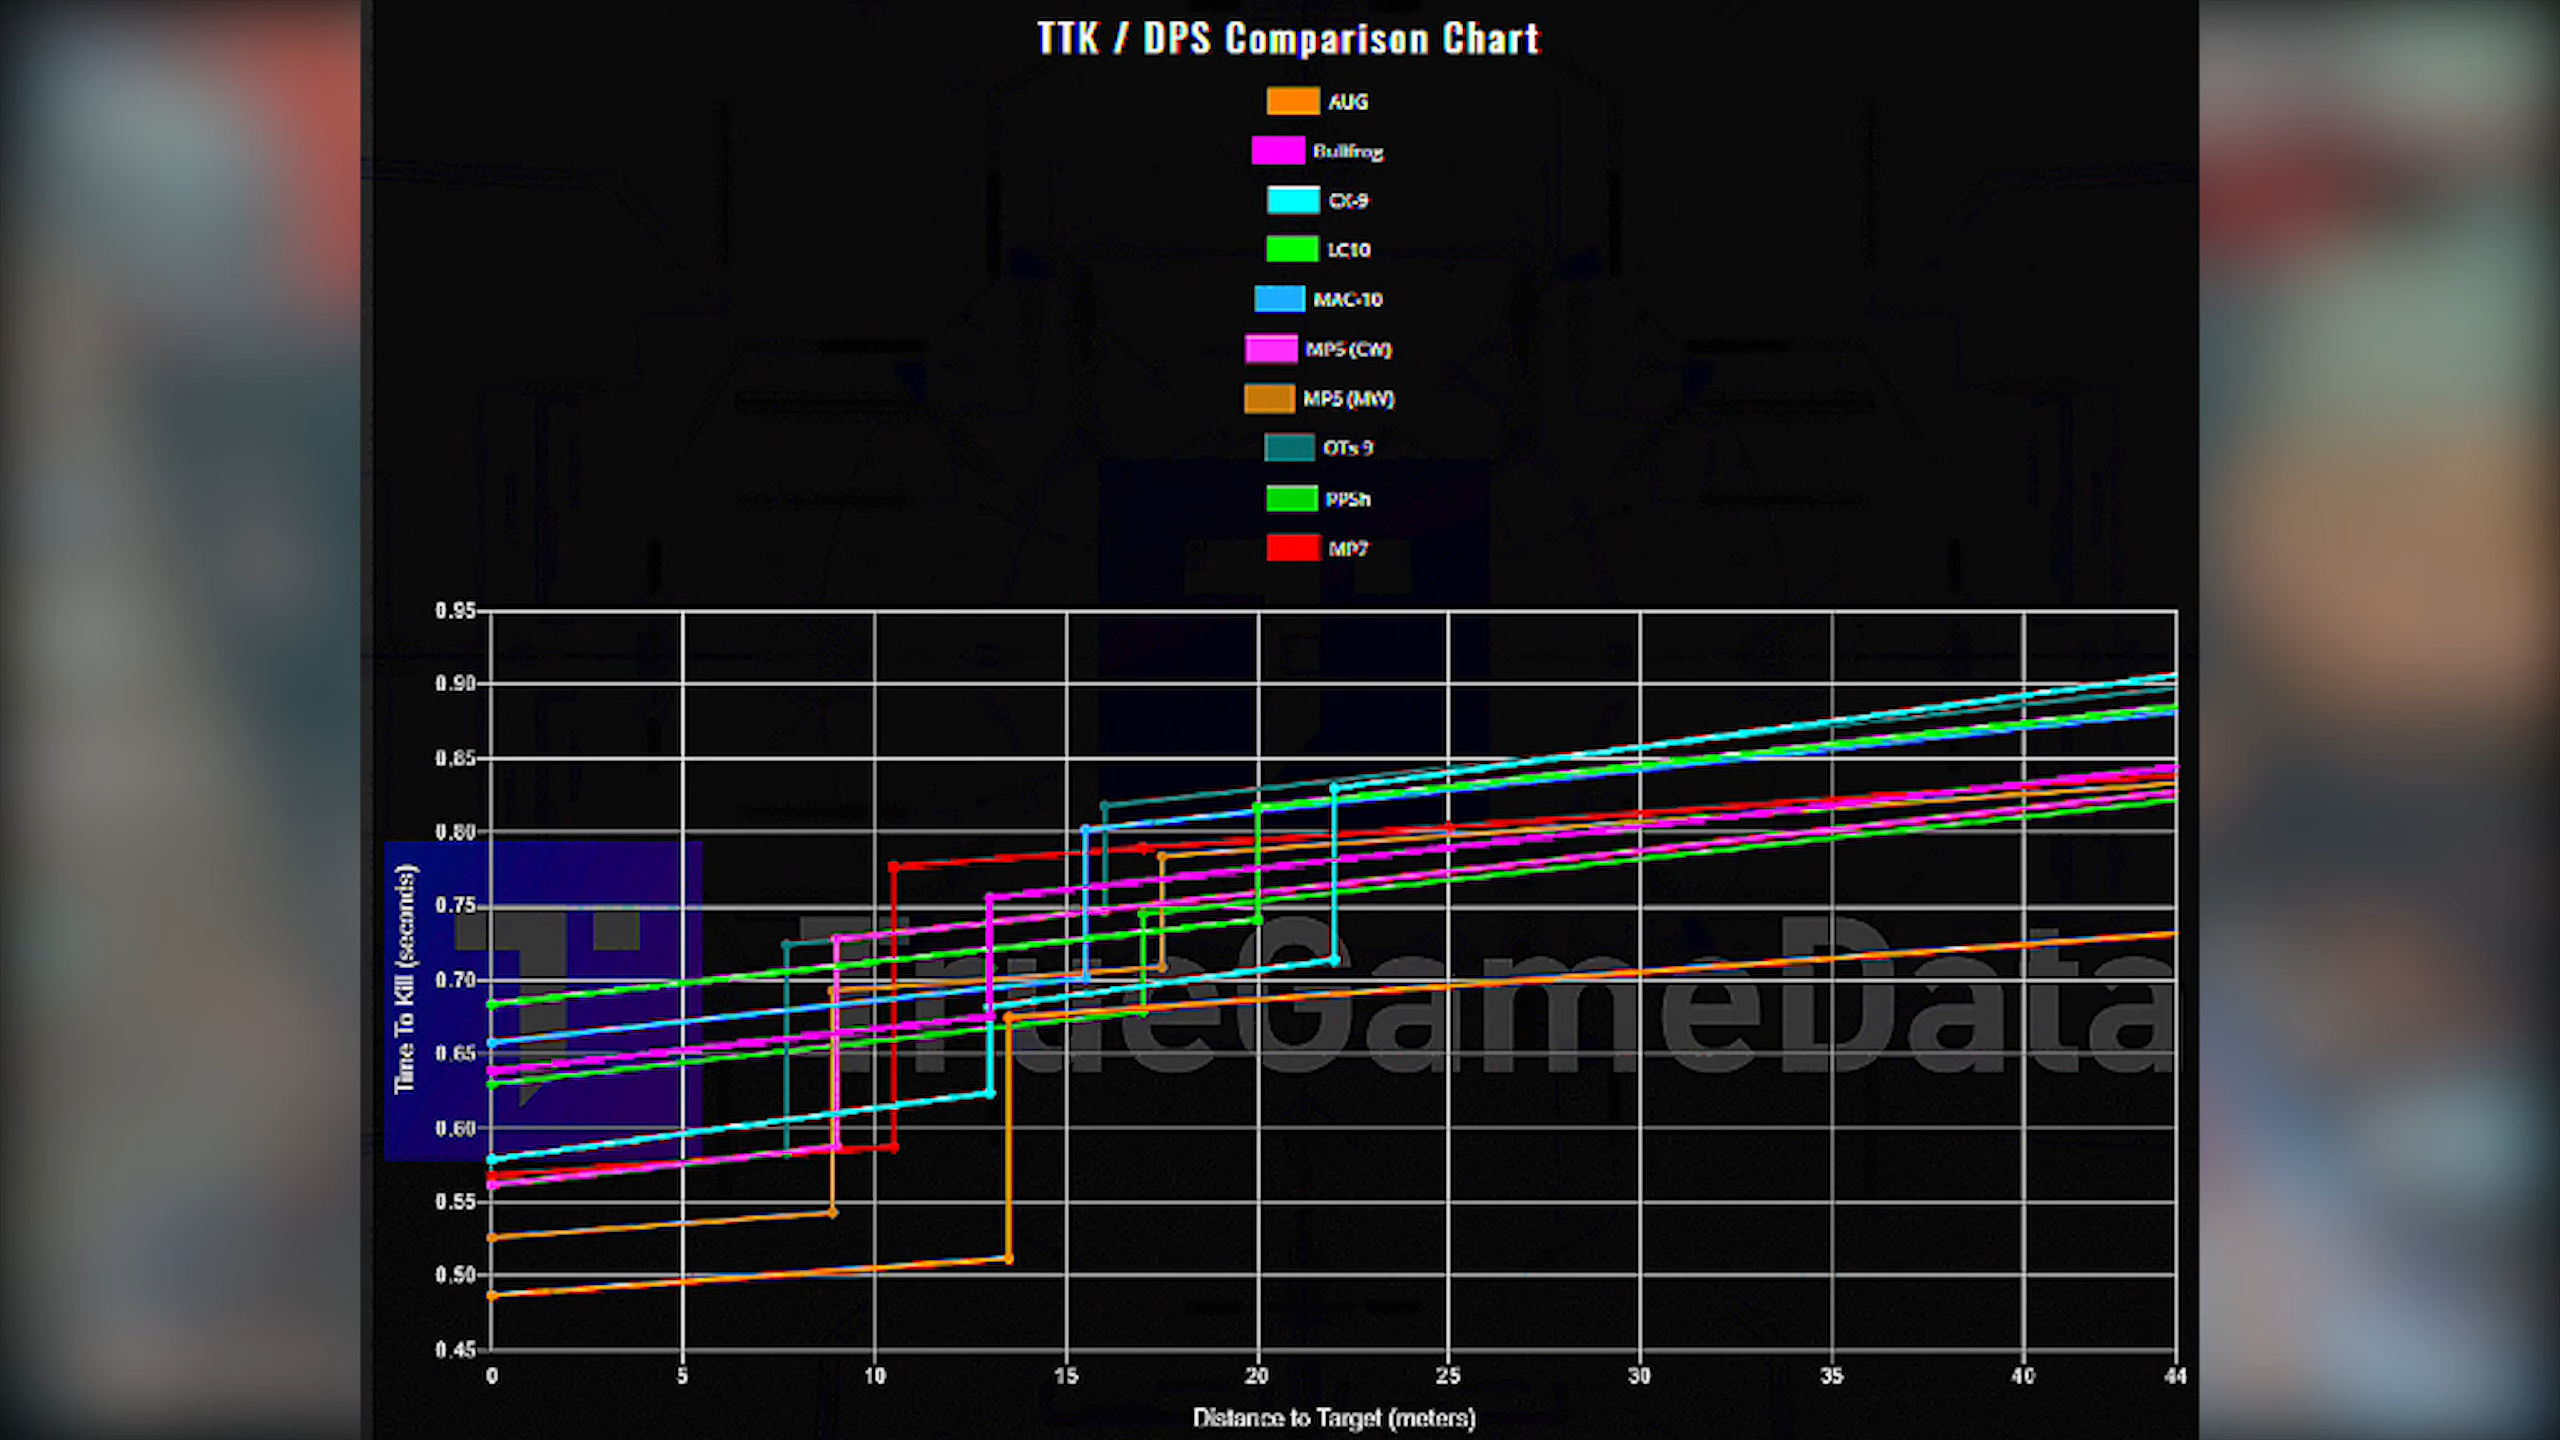 TTK / DPS Comparison Chart
AUG
Bullfrog
CX-9
LC10
MAC-10
MP5 (CW)
MP5 (MW)
OTs 9
PPSh
MP7
0.95
0.90
0.85
0.80
0.75
0.70
0.65
0.60
0.55
0.50
0.45
Time To Kill (seconds)
TrueGameData
0 5 10 15 20 25 30 35 40 44
Distance to Target (meters)